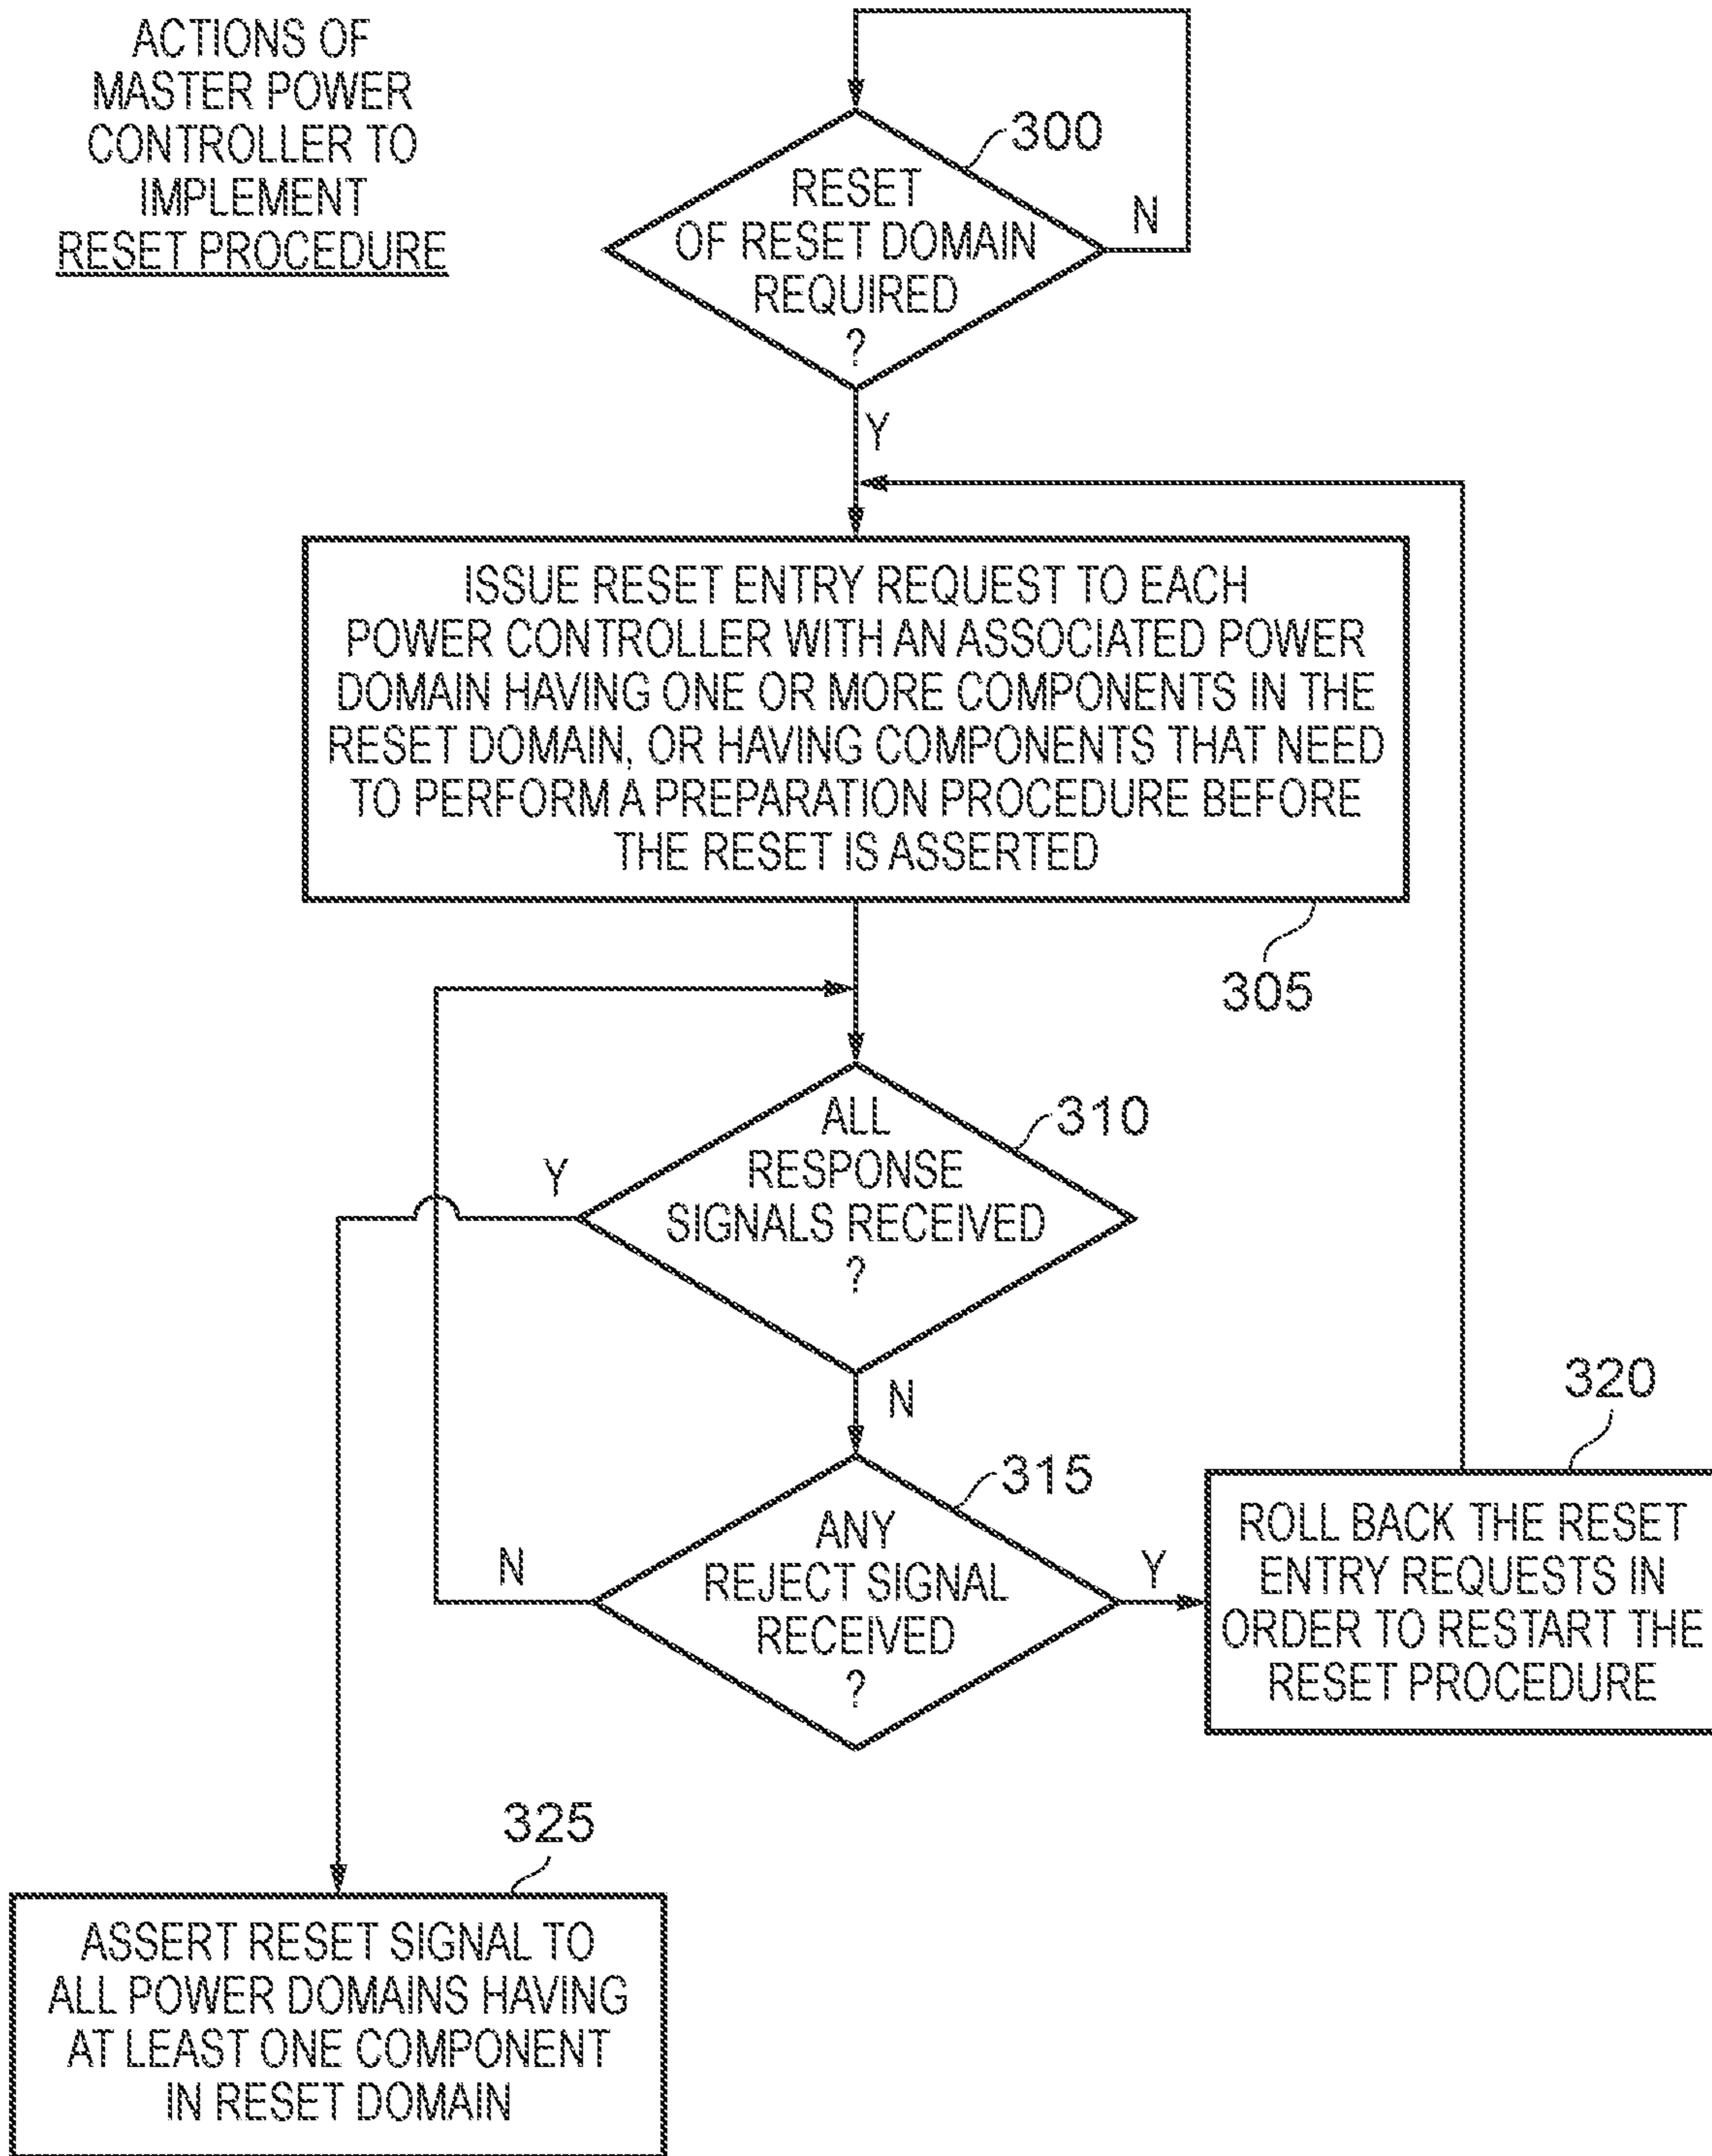 ACTIONS OF
MASTER POWER
CONTROLLER TO
IMPLEMENT
RESET PROCEDURE
300
RESET
OF RESET DOMAIN
REQUIRED
?
N
Y
ISSUE RESET ENTRY REQUEST TO EACH
POWER CONTROLLER WITH AN ASSOCIATED POWER
DOMAIN HAVING ONE OR MORE COMPONENTS IN THE
RESET DOMAIN, OR HAVING COMPONENTS THAT NEED
TO PERFORM A PREPARATION PROCEDURE BEFORE
THE RESET IS ASSERTED
305
310
ALL
RESPONSE
SIGNALS RECEIVED
?
Y
N
315
ANY
REJECT SIGNAL
RECEIVED
?
N
Y
320
ROLL BACK THE RESET
ENTRY REQUESTS IN
ORDER TO RESTART THE
RESET PROCEDURE
325
ASSERT RESET SIGNAL TO
ALL POWER DOMAINS HAVING
AT LEAST ONE COMPONENT
IN RESET DOMAIN